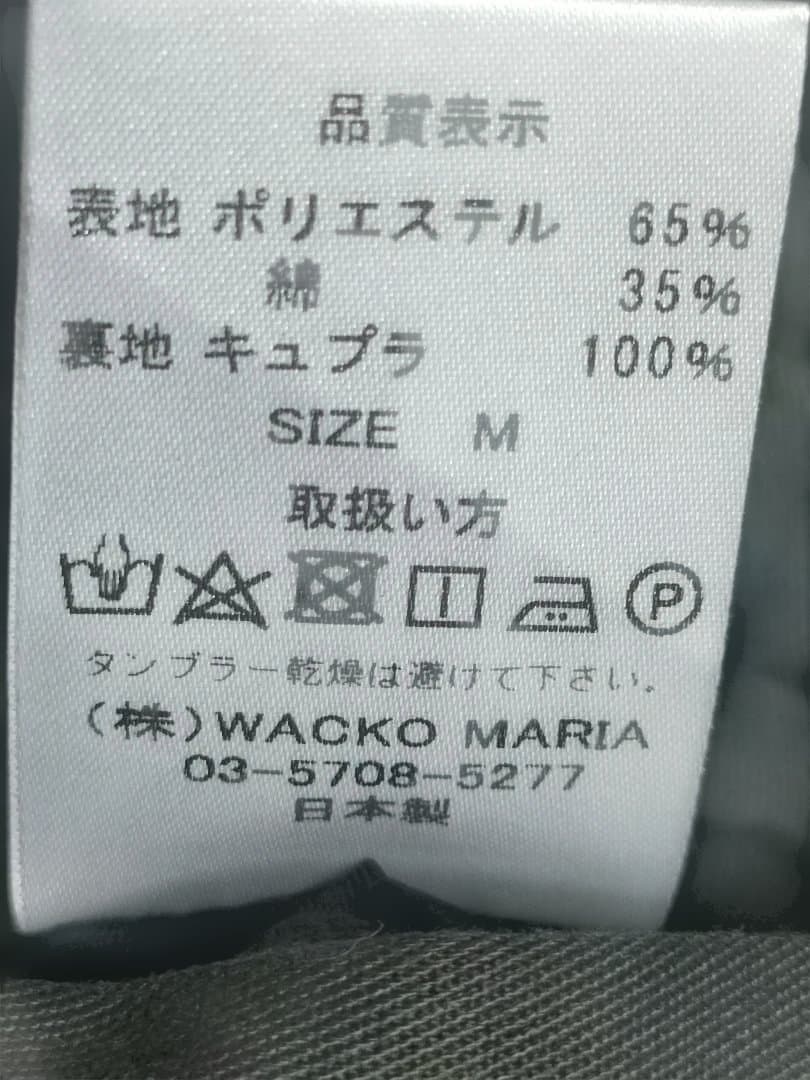 品質表示
表地 ポリエステル 65%
綿 35%
裏地 キュプラ 100%
SIZE M
取扱い方
P
タンブラー乾燥は避けて下さい。
(株)WACKO MARIA
03-5708-5277
日本製